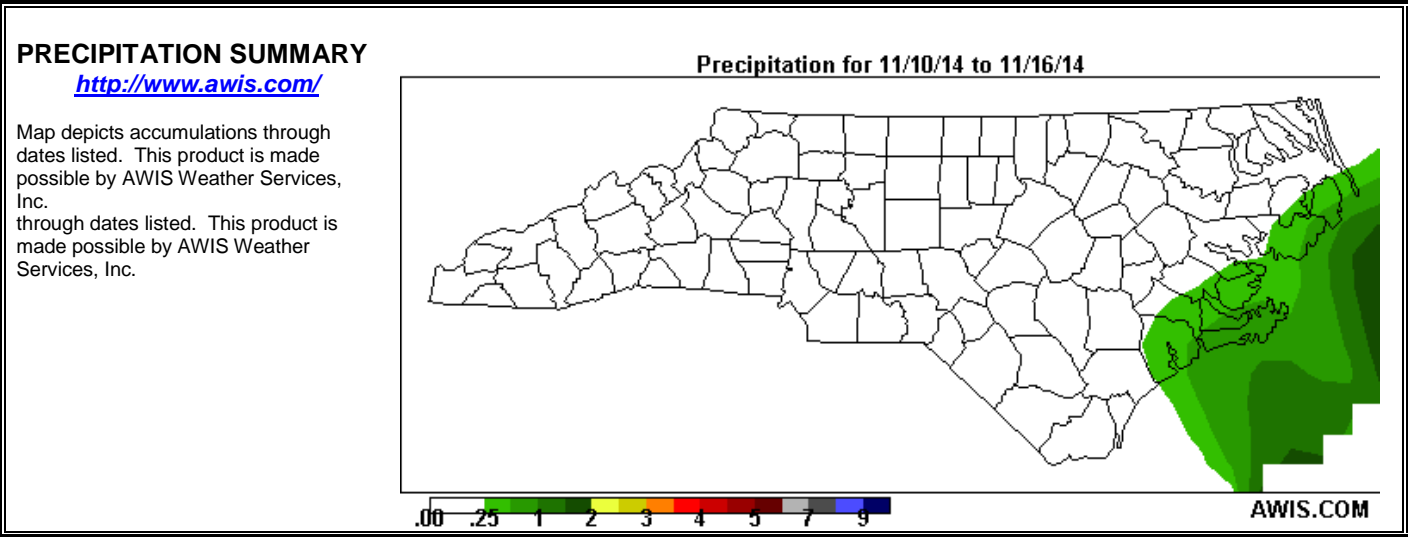 PRECIPITATION SUMMARY
http://www.awis.com/
Map depicts accumulations through
dates listed. This product is made
possible by AWIS Weather Services,
Inc.
through dates listed. This product is
made possible by AWIS Weather
Services, Inc.
Precipitation for 11/10/14 to 11/16/14
.00 .25 1 2 3 4 5 7 9
AWIS.COM